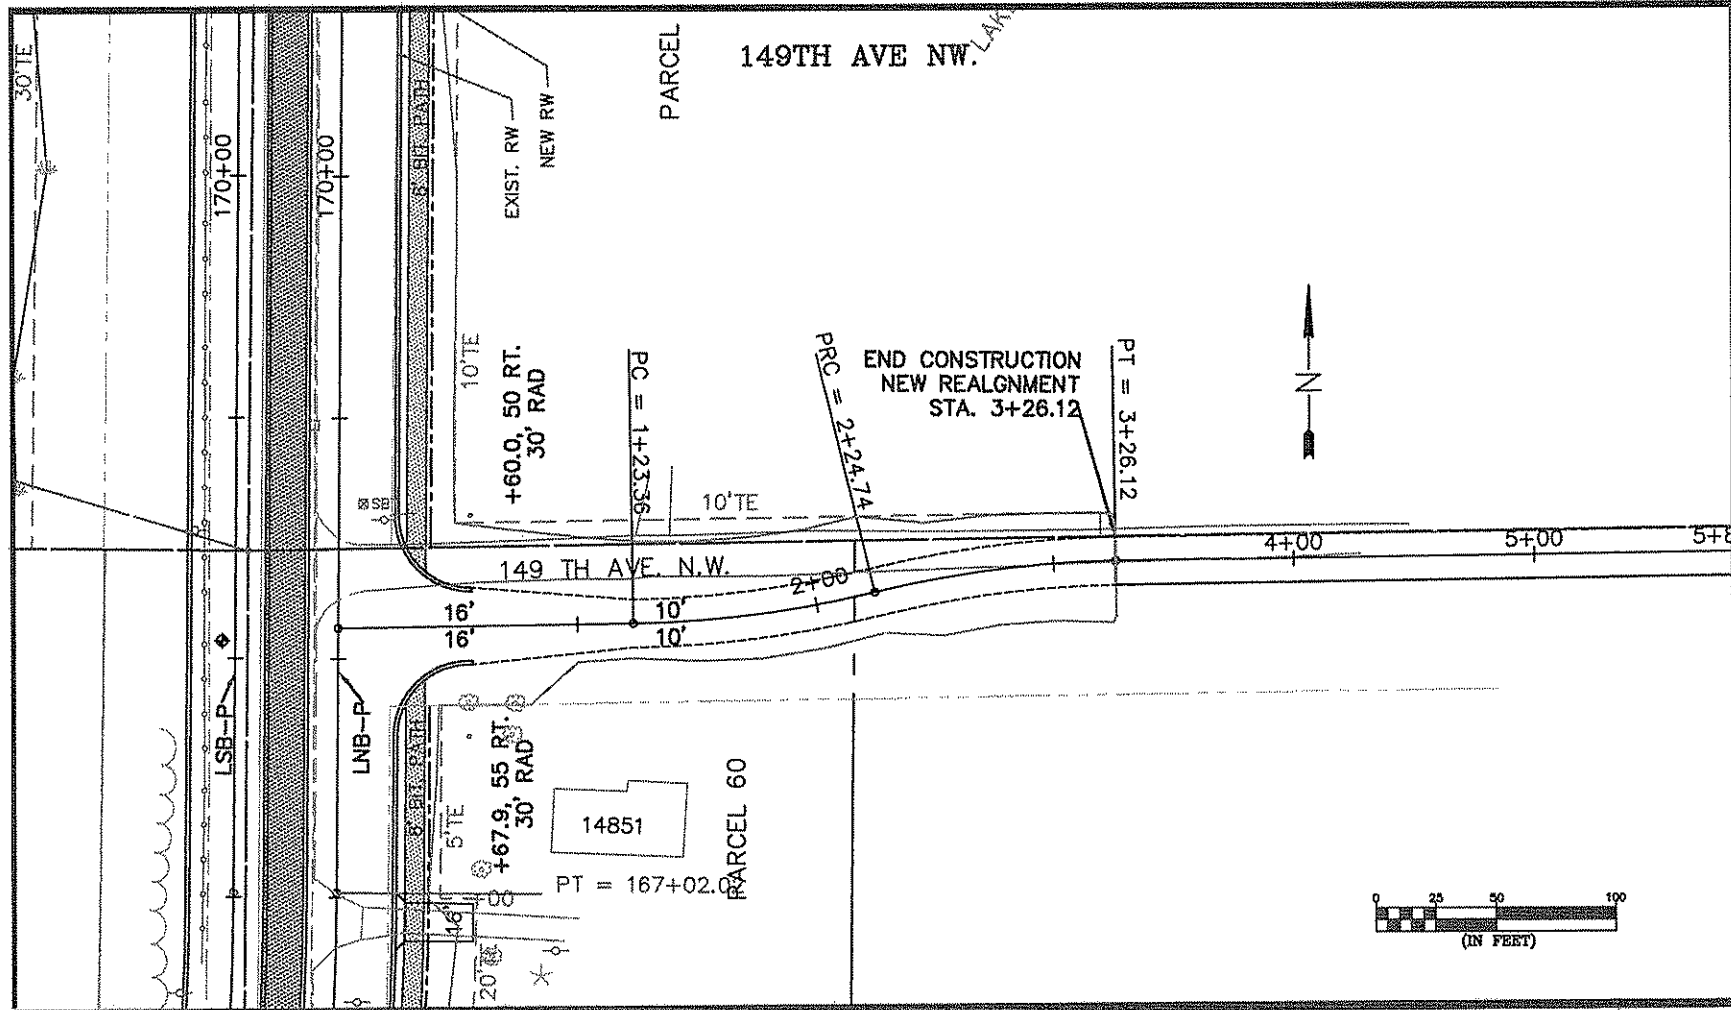 149TH AVE NW.
PARCEL
30'TE
170+00
170+00
8' BIT. PATH
EXIST. RW
NEW RW
10'TE
+60.0, 50 RT.
30' RAD
PC = 1+23.36
PRC = 2+24.74
END CONSTRUCTION
NEW REALGNMENT
STA. 3+26.12
PT = 3+26.12
N
SB
10'TE
149 TH AVE. N.W.
2+00
4+00
5+00
16'
10'
16'
10'
LSB-P
LNB-P
8' BIT. PATH
5'TE
+67.9, 55 RT.
30' RAD
14851
PARCEL 60
PT = 167+02.0
16'
0
25
50
100
(IN FEET)